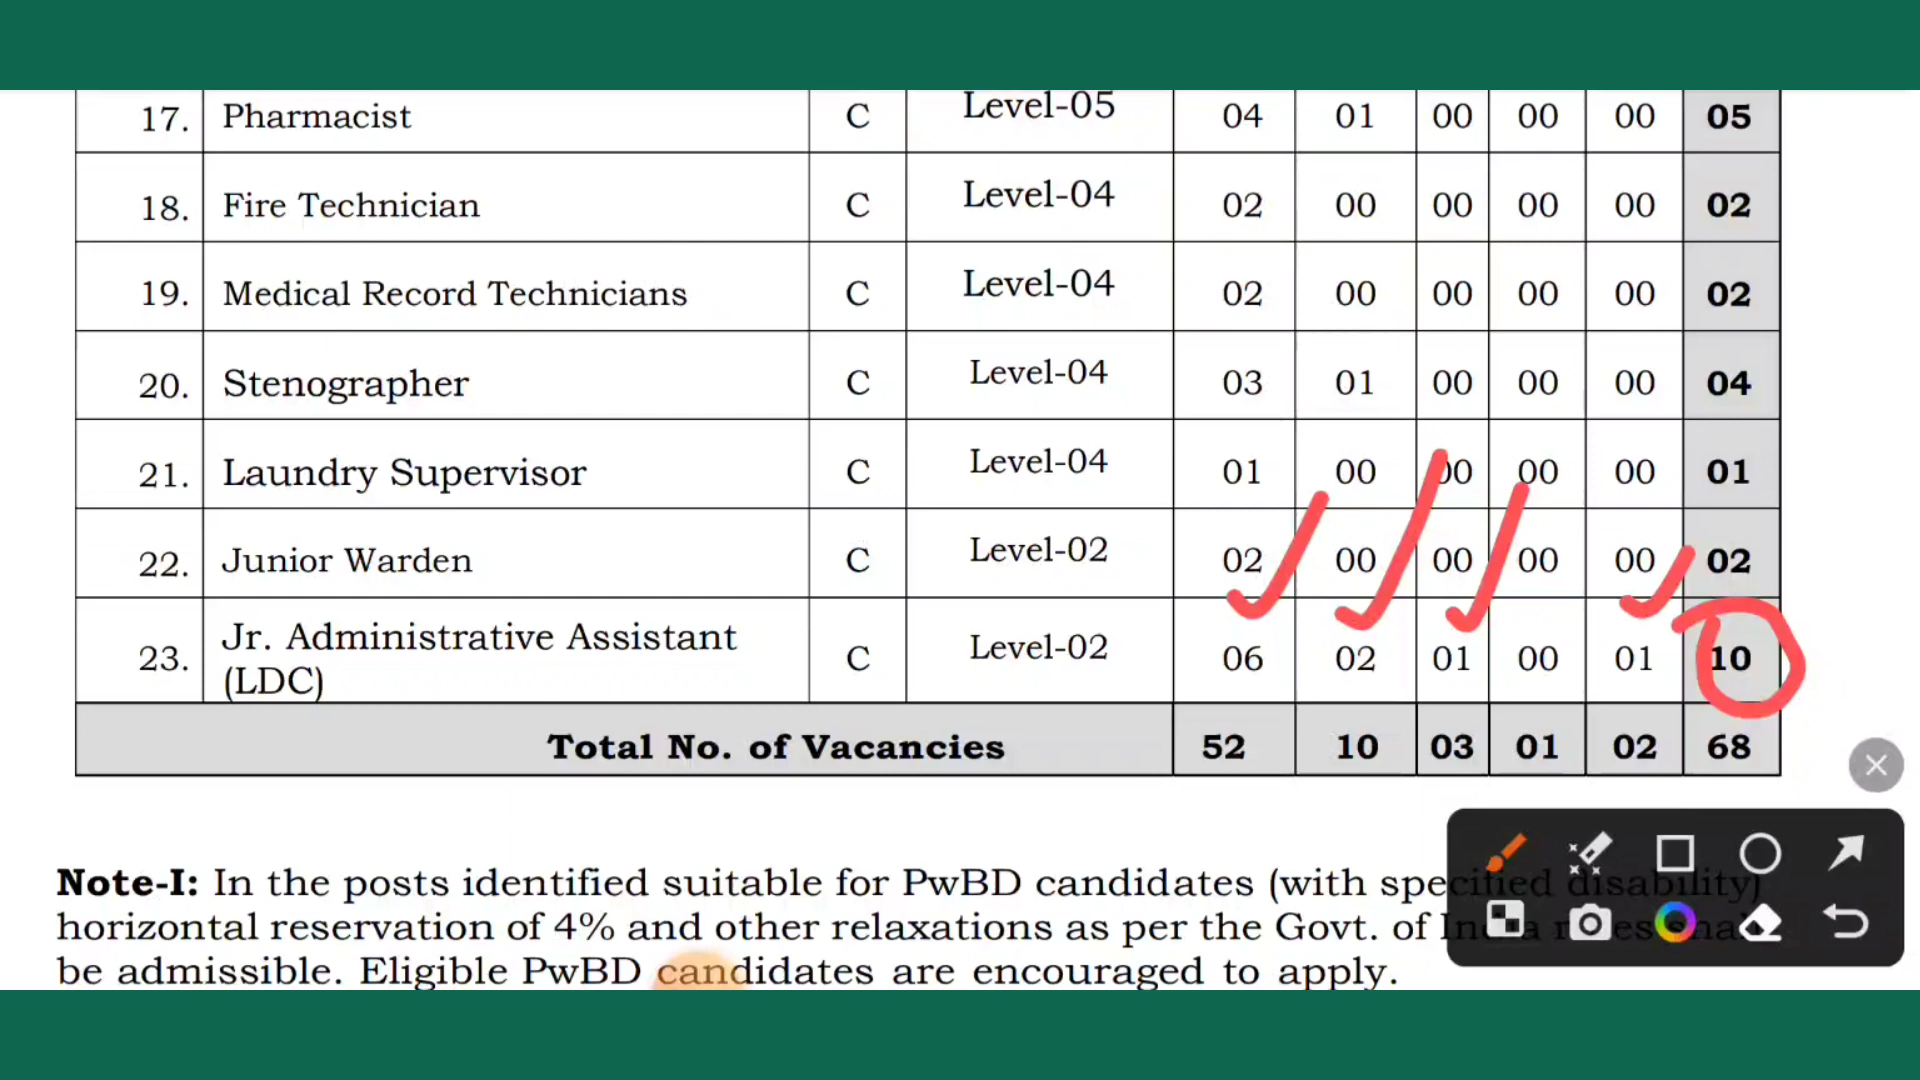 17. Pharmacist C Level-05 04 01 00 00 00 05
18. Fire Technician C Level-04 02 00 00 00 00 02
19. Medical Record Technicians C Level-04 02 00 00 00 00 02
20. Stenographer C Level-04 03 01 00 00 00 04
21. Laundry Supervisor C Level-04 01 00 00 00 00 01
22. Junior Warden C Level-02 02 00 00 00 00 02
23. Jr. Administrative Assistant (LDC) C Level-02 06 02 01 00 01 10
Total No. of Vacancies 52 10 03 01 02 68
Note-I: In the posts identified suitable for PwBD candidates (with specified disability)
horizontal reservation of 4% and other relaxations as per the Govt. of India rules shall
be admissible. Eligible PwBD candidates are encouraged to apply.